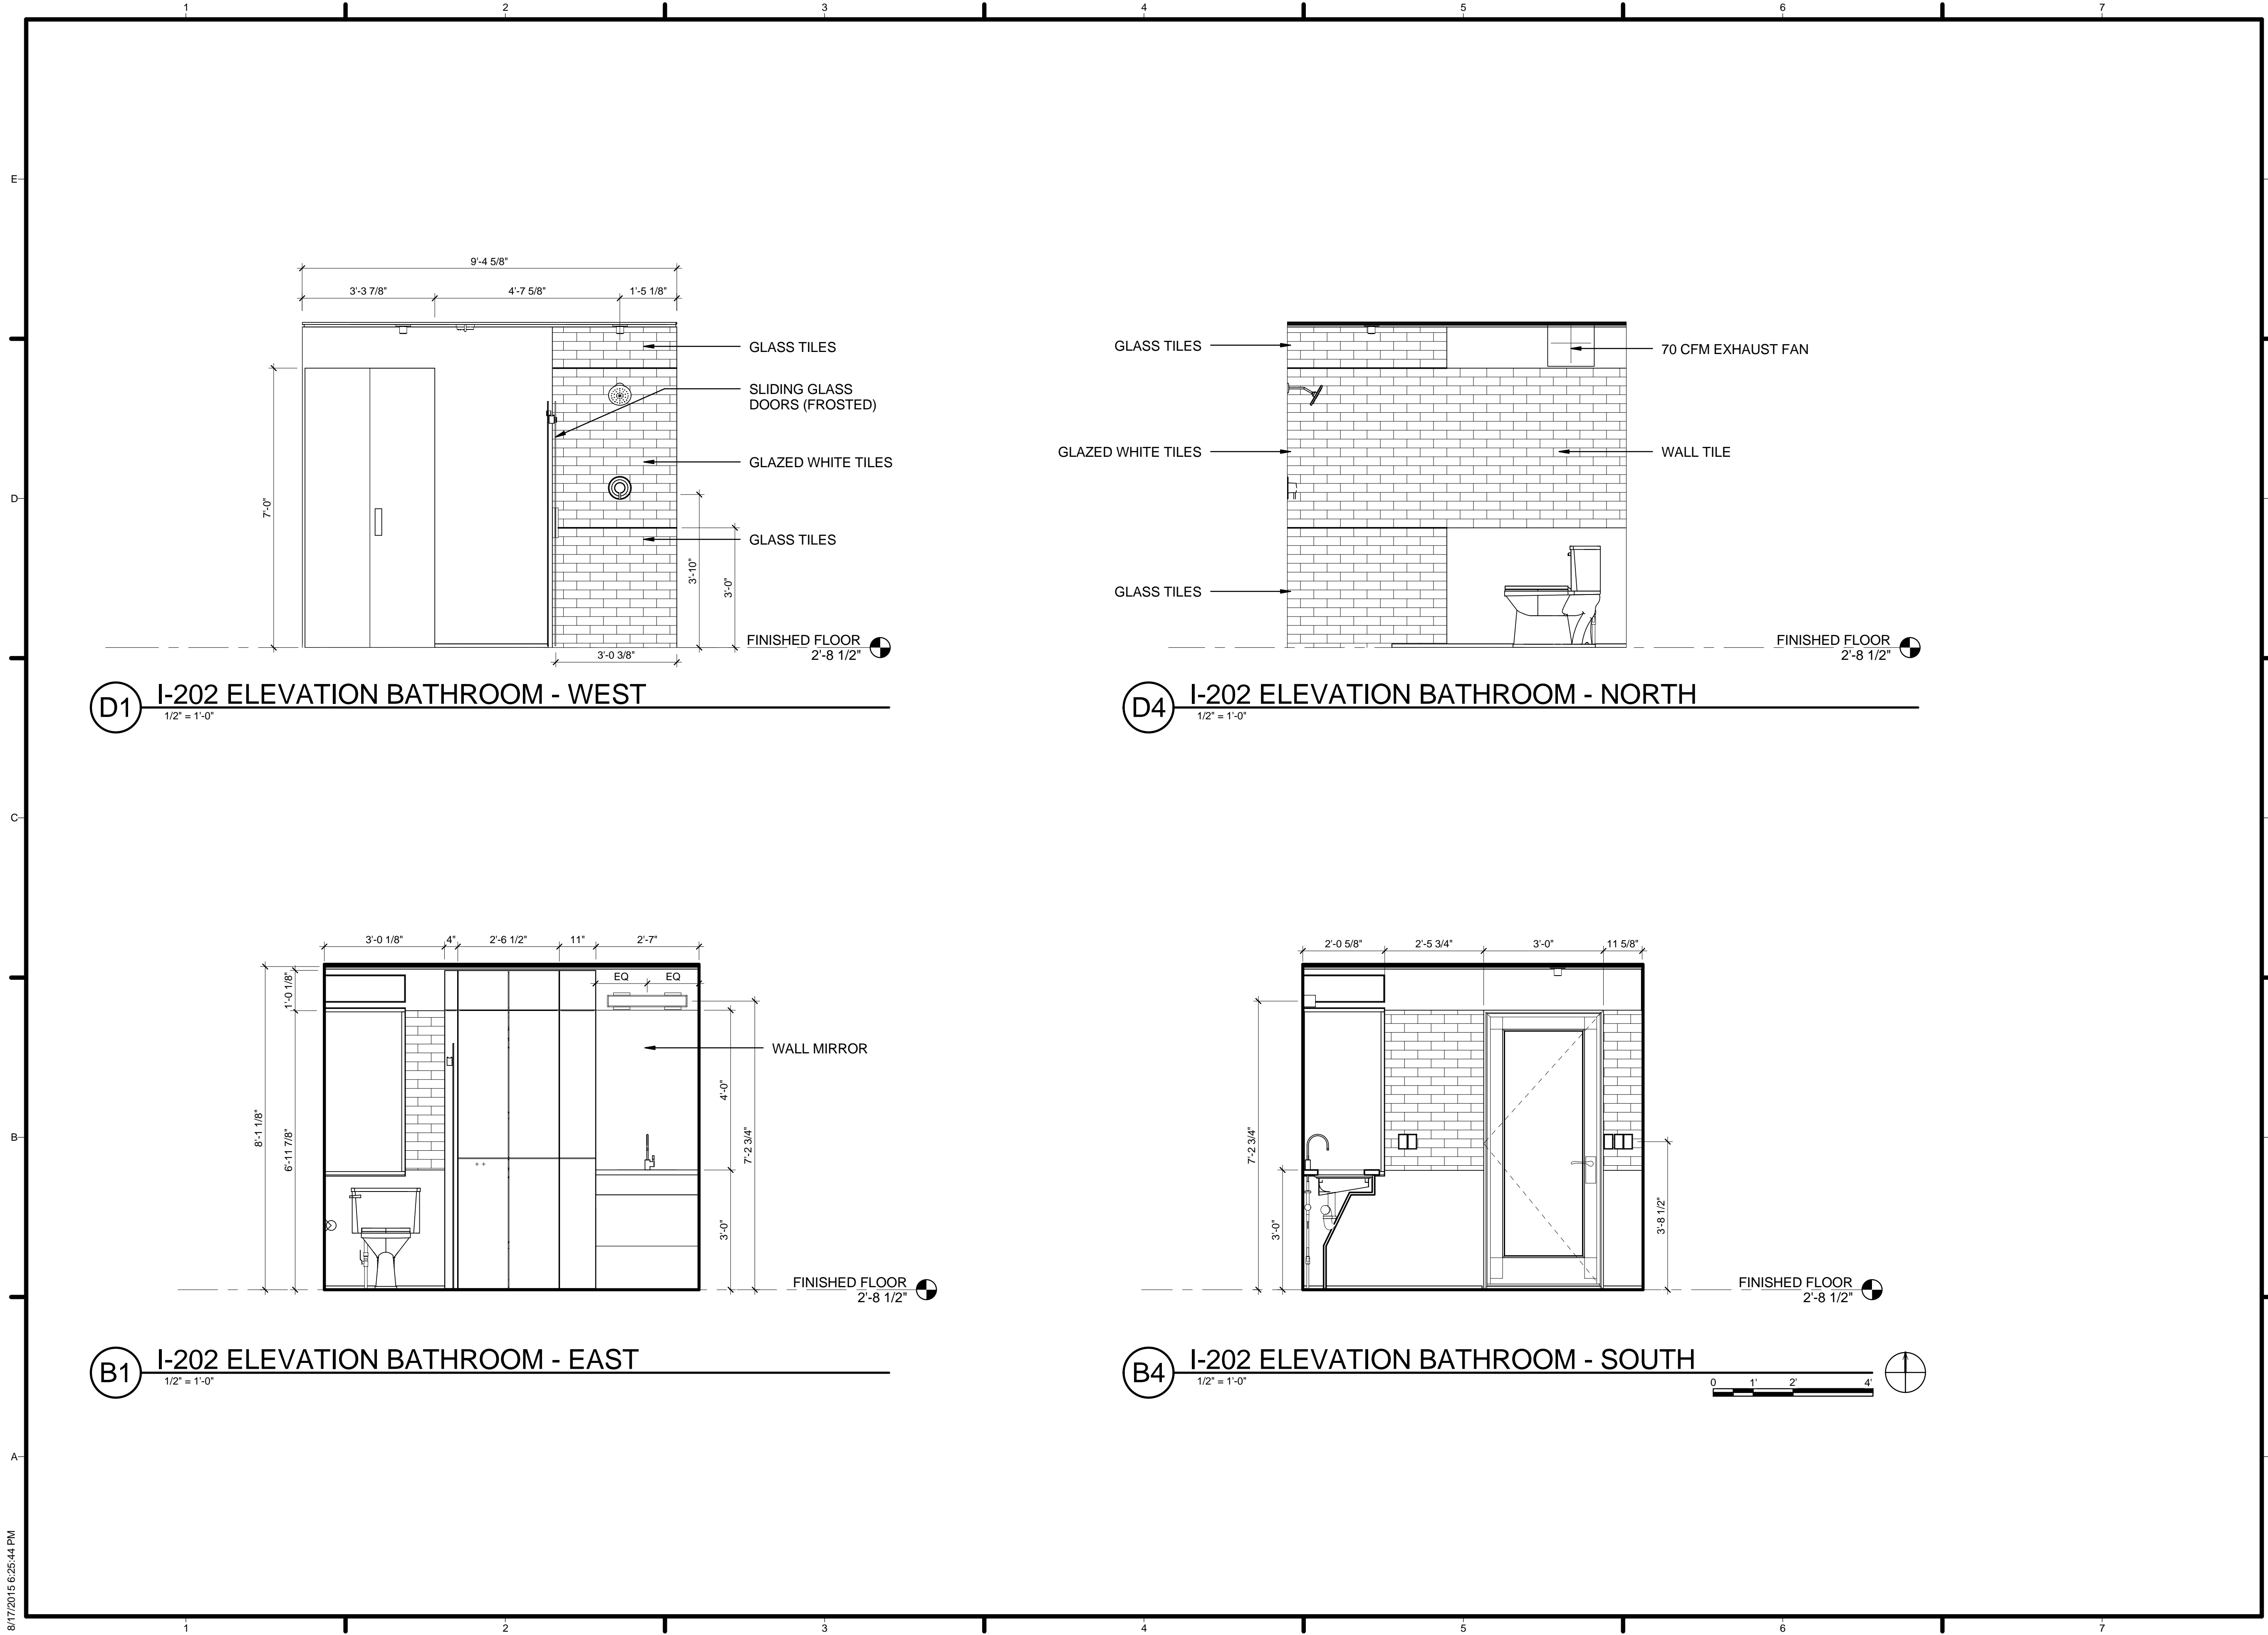 1 2 3 4 5 6 7
E
D
C
B
A
9'-4 5/8"
3'-3 7/8" 4'-7 5/8" 1'-5 1/8"
GLASS TILES
SLIDING GLASS
DOORS (FROSTED)
GLAZED WHITE TILES
GLASS TILES
7'-0"
3'-10"
3'-0"
3'-0 3/8"
FINISHED FLOOR
2'-8 1/2"
D1 I-202 ELEVATION BATHROOM - WEST
1/2" = 1'-0"
GLASS TILES
70 CFM EXHAUST FAN
GLAZED WHITE TILES
WALL TILE
GLASS TILES
FINISHED FLOOR
2'-8 1/2"
D4 I-202 ELEVATION BATHROOM - NORTH
1/2" = 1'-0"
3'-0 1/8" 4" 2'-6 1/2" 11" 2'-7"
EQ EQ
1'-0 1/8"
8'-1 1/8"
6'-11 7/8"
WALL MIRROR
4'-0"
7'-2 3/4"
3'-0"
FINISHED FLOOR
2'-8 1/2"
B1 I-202 ELEVATION BATHROOM - EAST
1/2" = 1'-0"
2'-0 5/8" 2'-5 3/4" 3'-0" 11 5/8"
7'-2 3/4"
3'-0"
3'-8 1/2"
FINISHED FLOOR
2'-8 1/2"
B4 I-202 ELEVATION BATHROOM - SOUTH
1/2" = 1'-0"
0 1' 2' 4'
8/17/2015 6:25:44 PM
1 2 3 4 5 6 7